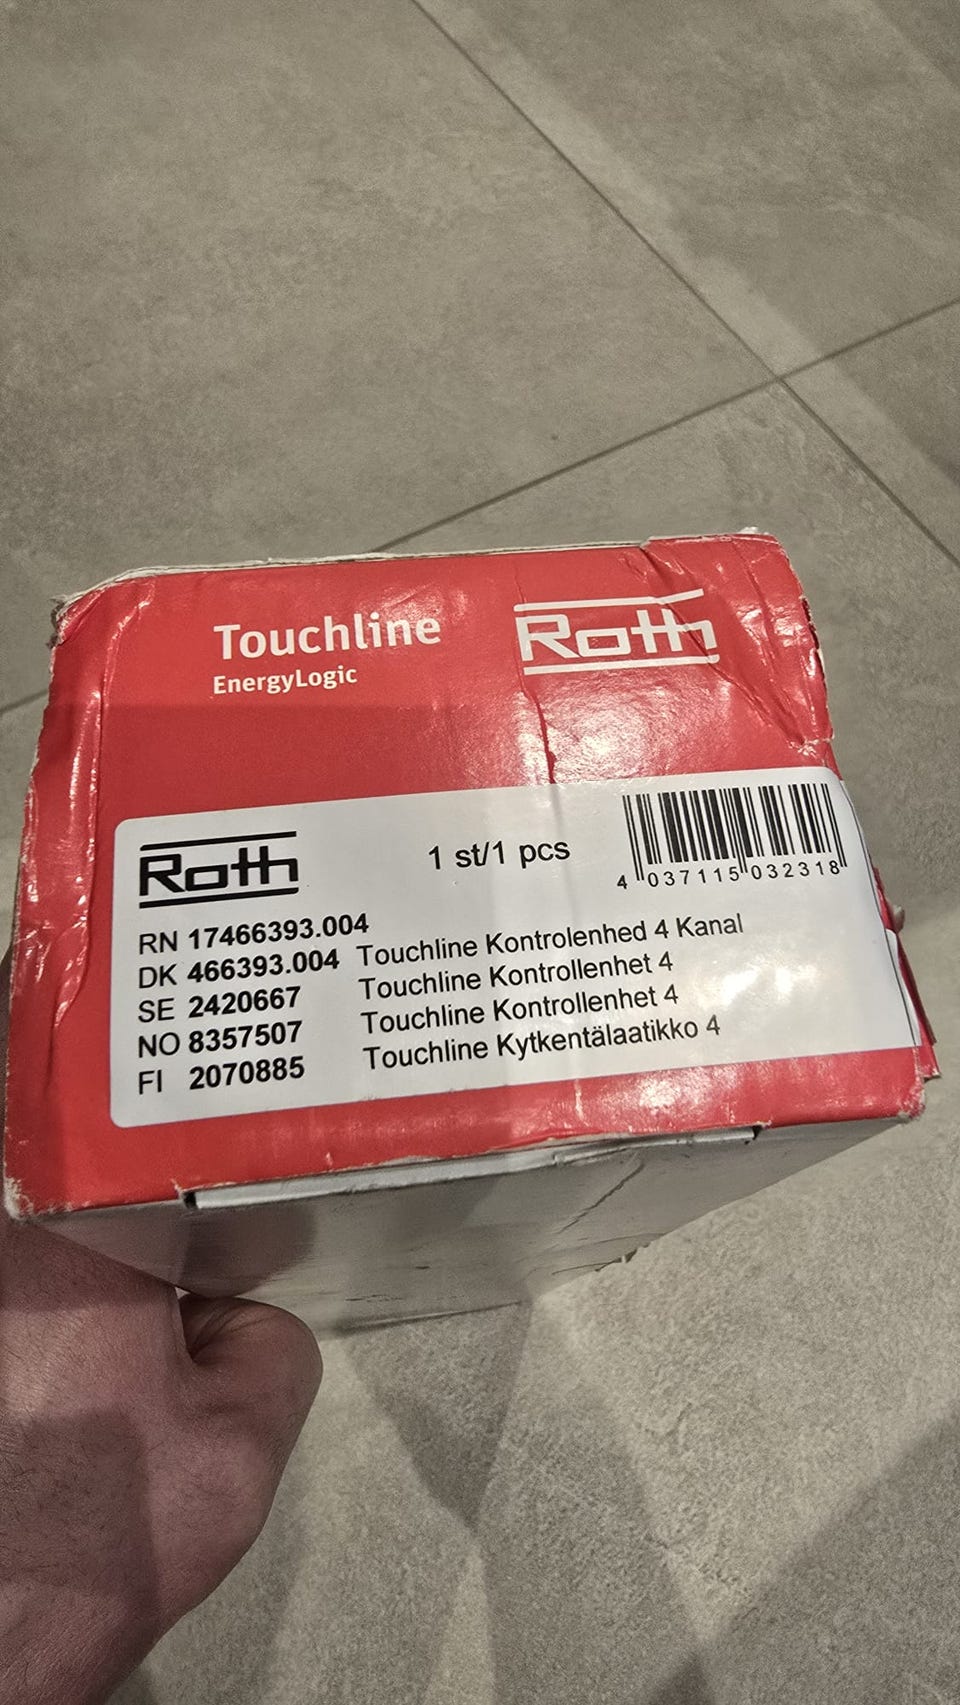 Touchline Roth
EnergyLogic
Roth 1 st/1 pcs
4 037115 032318
RN 17466393.004
DK 466393.004 Touchline Kontrolenhed 4 Kanal
SE 2420667 Touchline Kontrollenhet 4
NO 8357507 Touchline Kontrollenhet 4
FI 2070885 Touchline Kytkentälaatikko 4